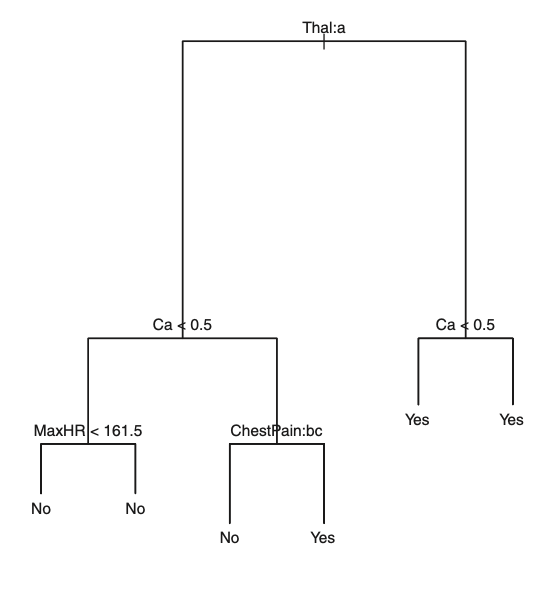 Thal:a
Ca < 0.5
Ca < 0.5
Yes
Yes
MaxHR < 161.5
ChestPain:bc
No
No
No
Yes